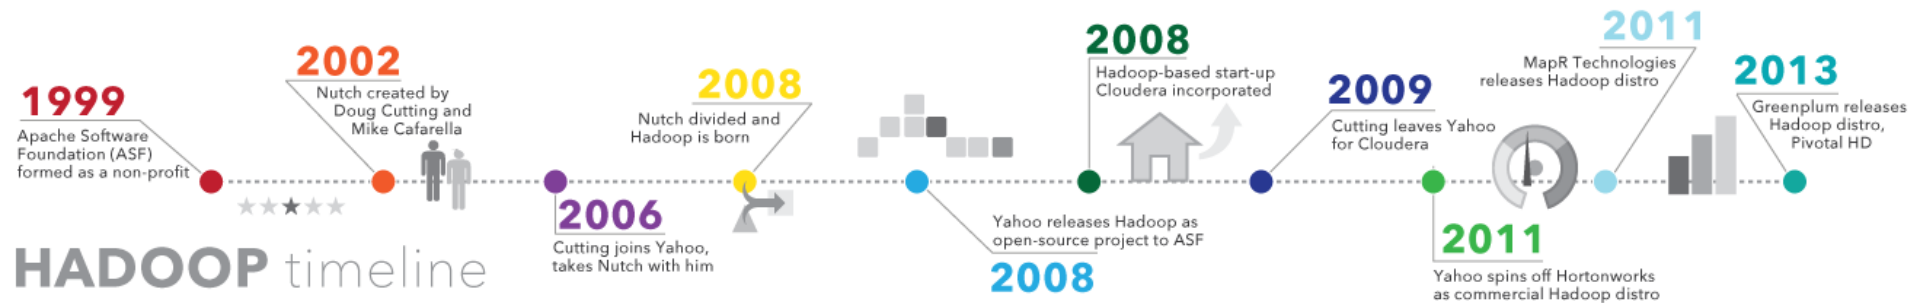 1999
Apache Software
Foundation (ASF)
formed as a non-profit
2002
Nutch created by
Doug Cutting and
Mike Cafarella
2006
Cutting joins Yahoo,
takes Nutch with him
2008
Nutch divided and
Hadoop is born
Yahoo releases Hadoop as
open-source project to ASF
2008
2008
Hadoop-based start-up
Cloudera incorporated
2009
Cutting leaves Yahoo
for Cloudera
2011
Yahoo spins off Hortonworks
as commercial Hadoop distro
2011
MapR Technologies
releases Hadoop distro
2013
Greenplum releases
Hadoop distro,
Pivotal HD
HADOOP timeline